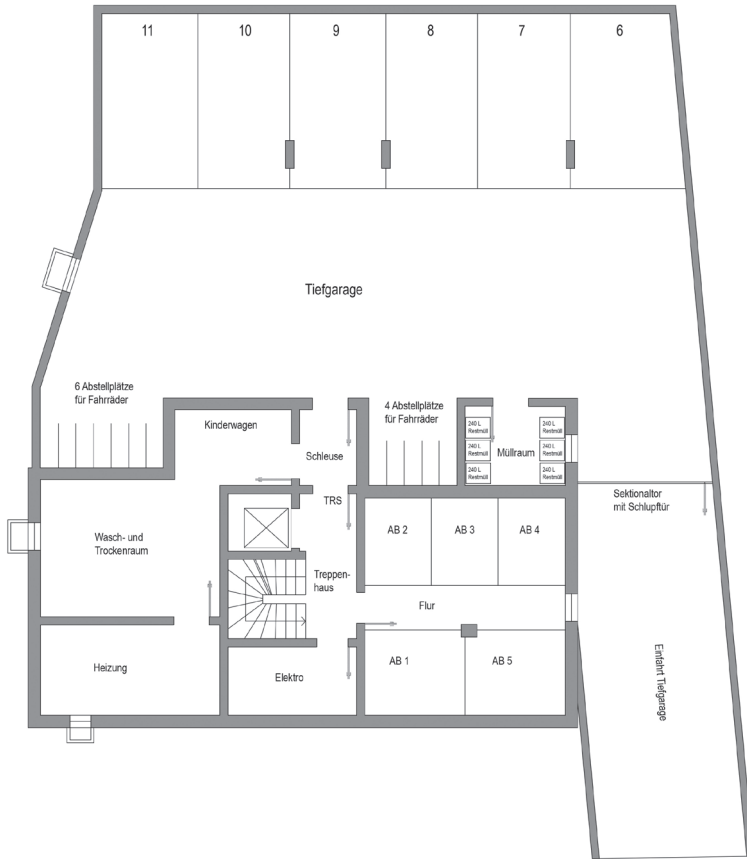 11
10
9
8
7
6
Tiefgarage
6 Abstellplätze
für Fahrräder
Kinderwagen
4 Abstellplätze
für Fahrräder
240 L
Restmüll
240 L
Restmüll
240 L
Restmüll
Müllraum
240 L
Restmüll
240 L
Restmüll
240 L
Restmüll
Schleuse
TRS
Sektionaltor
mit Schlupftür
Wasch- und
Trockenraum
AB 2
AB 3
AB 4
Treppen-
haus
Flur
Heizung
Elektro
AB 1
AB 5
Einfahrt Tiefgarage